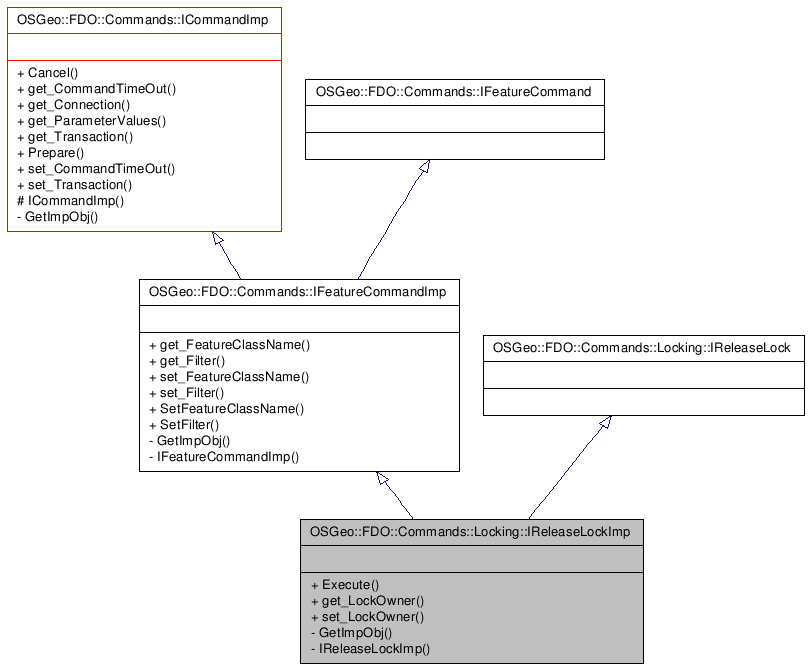 OSGeo::FDO::Commands::ICommandImp
+ Cancel()
+ get_CommandTimeOut()
+ get_Connection()
+ get_ParameterValues()
+ get_Transaction()
+ Prepare()
+ set_CommandTimeOut()
+ set_Transaction()
# ICommandImp()
- GetImpObj()
OSGeo::FDO::Commands::IFeatureCommand
OSGeo::FDO::Commands::IFeatureCommandImp
+ get_FeatureClassName()
+ get_Filter()
+ set_FeatureClassName()
+ set_Filter()
+ SetFeatureClassName()
+ SetFilter()
- GetImpObj()
- IFeatureCommandImp()
OSGeo::FDO::Commands::Locking::IReleaseLock
OSGeo::FDO::Commands::Locking::IReleaseLockImp
+ Execute()
+ get_LockOwner()
+ set_LockOwner()
- GetImpObj()
- IReleaseLockImp()